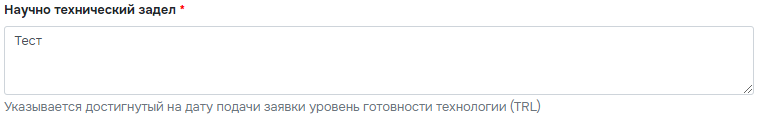 Научно технический задел *
Тест
Указывается достигнутый на дату подачи заявки уровень готовности технологии (TRL)